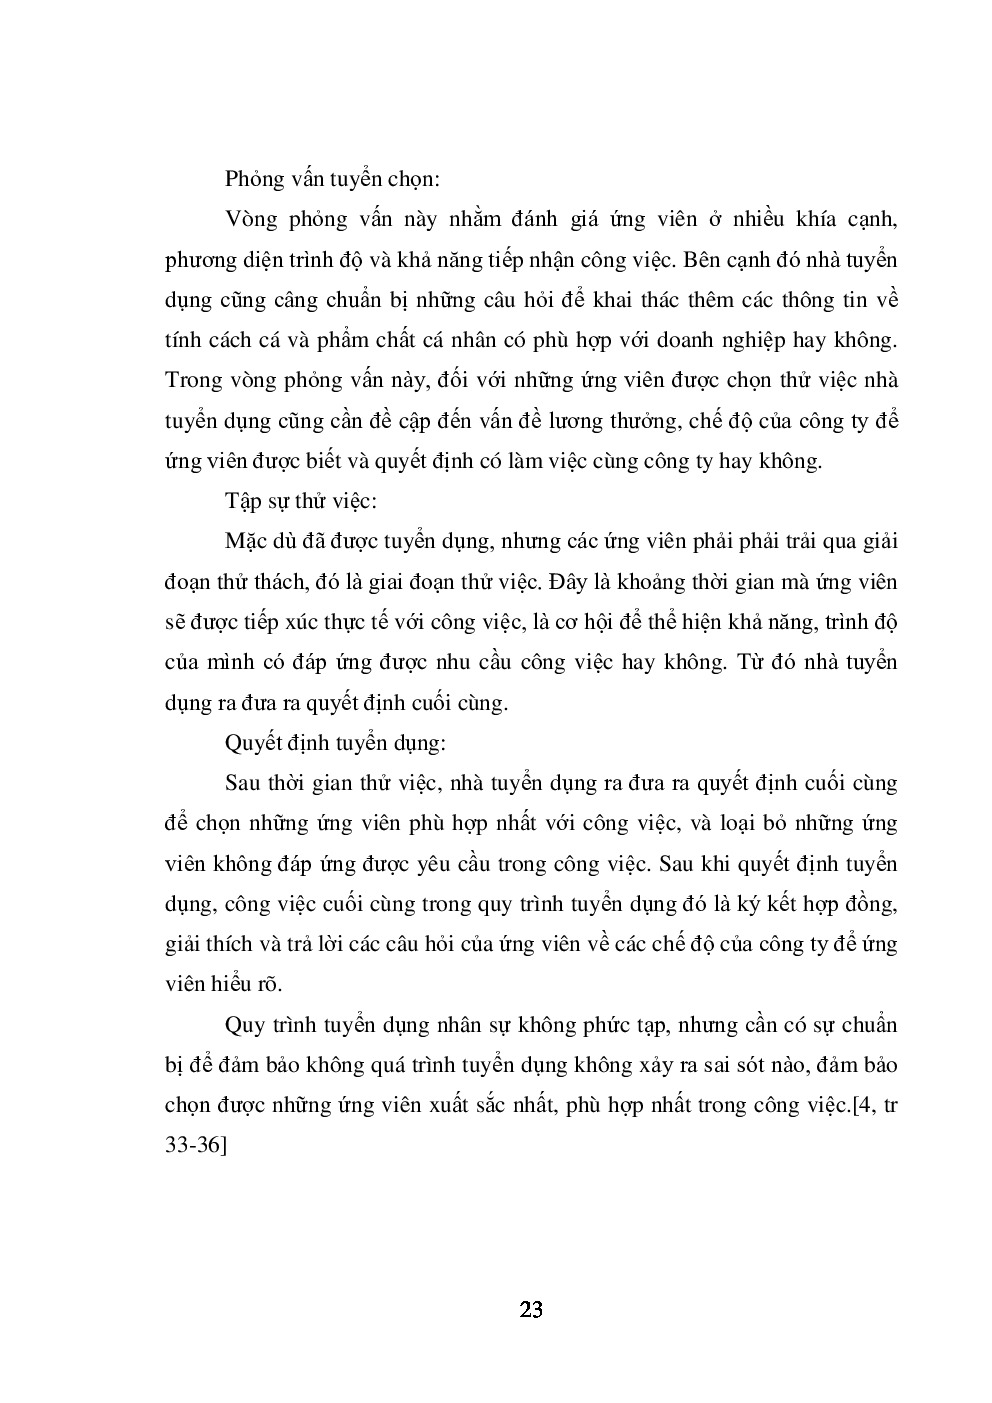 Phỏng vấn tuyển chọn:
Vòng phỏng vấn này nhằm đánh giá ứng viên ở nhiều khía cạnh,
phương diện trình độ và khả năng tiếp nhận công việc. Bên cạnh đó nhà tuyển
dụng cũng câng chuẩn bị những câu hỏi để khai thác thêm các thông tin về
tính cách cá và phẩm chất cá nhân có phù hợp với doanh nghiệp hay không.
Trong vòng phỏng vấn này, đối với những ứng viên được chọn thử việc nhà
tuyển dụng cũng cần đề cập đến vấn đề lương thưởng, chế độ của công ty để
ứng viên được biết và quyết định có làm việc cùng công ty hay không.
Tập sự thử việc:
Mặc dù đã được tuyển dụng, nhưng các ứng viên phải phải trải qua giải
đoạn thử thách, đó là giai đoạn thử việc. Đây là khoảng thời gian mà ứng viên
sẽ được tiếp xúc thực tế với công việc, là cơ hội để thể hiện khả năng, trình độ
của mình có đáp ứng được nhu cầu công việc hay không. Từ đó nhà tuyển
dụng ra đưa ra quyết định cuối cùng.
Quyết định tuyển dụng:
Sau thời gian thử việc, nhà tuyển dụng ra đưa ra quyết định cuối cùng
để chọn những ứng viên phù hợp nhất với công việc, và loại bỏ những ứng
viên không đáp ứng được yêu cầu trong công việc. Sau khi quyết định tuyển
dụng, công việc cuối cùng trong quy trình tuyển dụng đó là ký kết hợp đồng,
giải thích và trả lời các câu hỏi của ứng viên về các chế độ của công ty để ứng
viên hiểu rõ.
Quy trình tuyển dụng nhân sự không phức tạp, nhưng cần có sự chuẩn
bị để đảm bảo không quá trình tuyển dụng không xảy ra sai sót nào, đảm bảo
chọn được những ứng viên xuất sắc nhất, phù hợp nhất trong công việc.[4, tr
33-36]
23